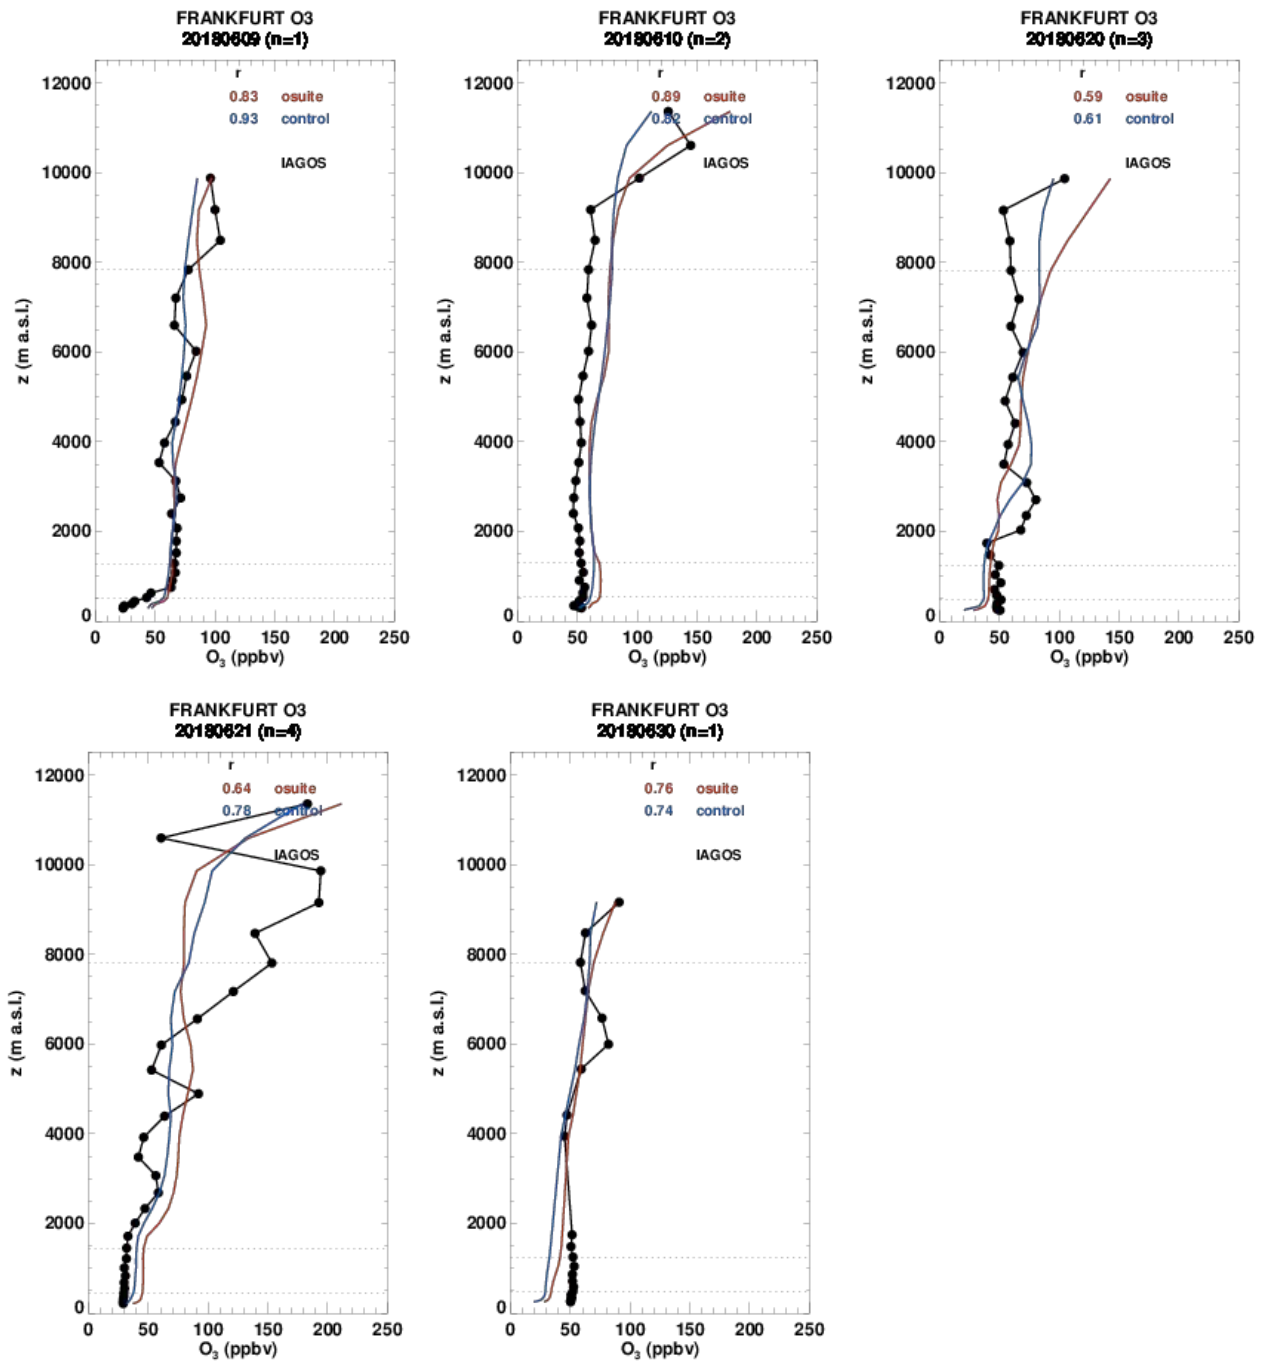 FRANKFURT O3
20180609 (n=1)
12000
10000
8000
6000
4000
2000
0
z (m a.s.l.)
r
0.83 osuite
0.93 control
IAGOS
0 50 100 150 200 250
O3 (ppbv)
FRANKFURT O3
20180610 (n=2)
12000
10000
8000
6000
4000
2000
0
z (m a.s.l.)
r
0.89 osuite
0.82 control
IAGOS
0 50 100 150 200 250
O3 (ppbv)
FRANKFURT O3
20180620 (n=3)
12000
10000
8000
6000
4000
2000
0
z (m a.s.l.)
r
0.59 osuite
0.61 control
IAGOS
0 50 100 150 200 250
O3 (ppbv)
FRANKFURT O3
20180621 (n=4)
12000
10000
8000
6000
4000
2000
0
z (m a.s.l.)
r
0.64 osuite
0.78 control
IAGOS
0 50 100 150 200 250
O3 (ppbv)
FRANKFURT O3
20180630 (n=1)
12000
10000
8000
6000
4000
2000
0
z (m a.s.l.)
r
0.76 osuite
0.74 control
IAGOS
0 50 100 150 200 250
O3 (ppbv)